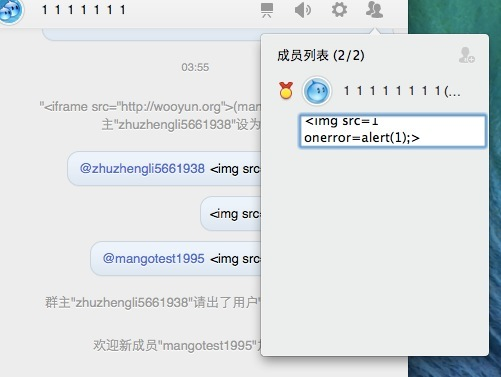 1 1 1 1 1 1 1
03:55
"<iframe src="http://wooyun.org">(man
主"zhuzhengli5661938"设为
@zhuzhengli5661938 <img src=
<img src=
@mangotest1995 <img src=
群主"zhuzhengli5661938"请出了用户"
欢迎新成员"mangotest1995"
成员列表 (2/2)
1 1 1 1 1 1 1 1 (...
<img src=1
onerror=alert(1);>